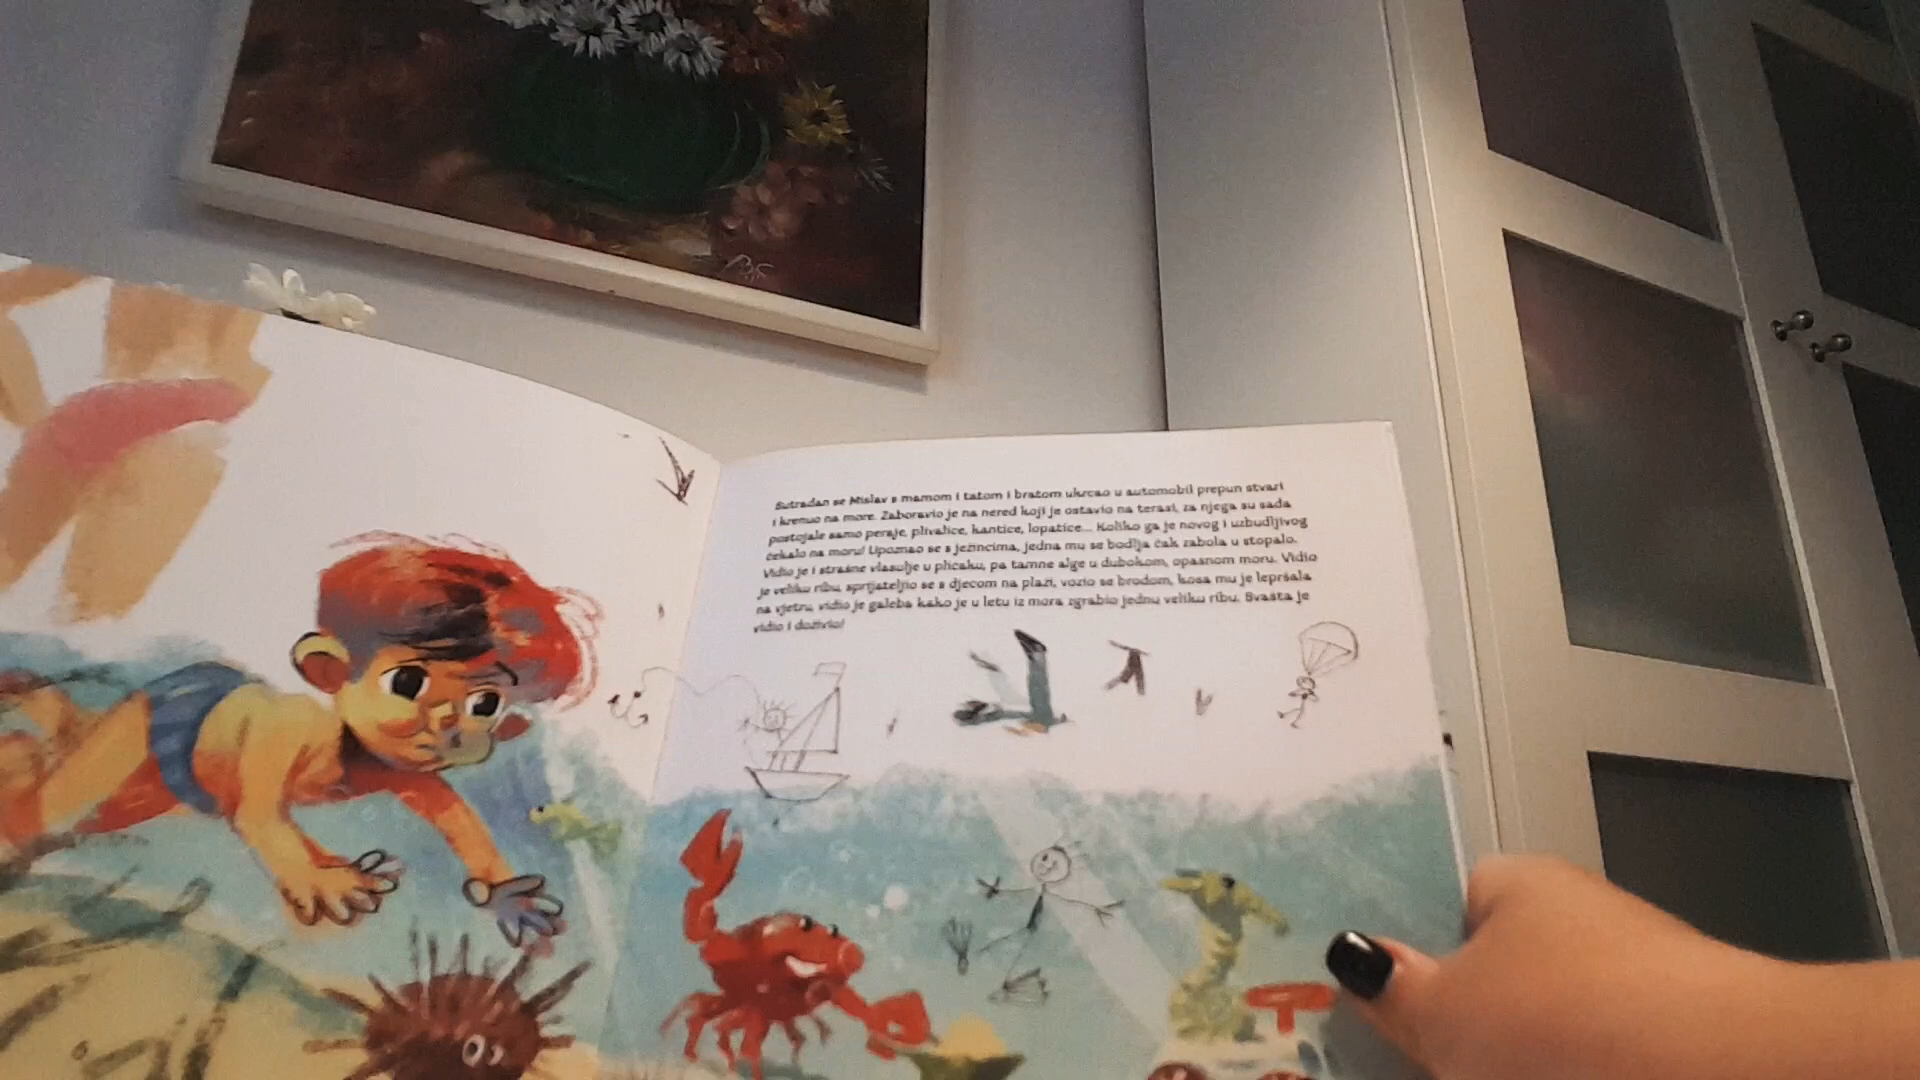 Sutradan se Mislav s mamom i tatom i bratom ukrcao u automobil prepun stvari
i krenuo na more. Zaboravio je na nered koji je ostavio na terasi, za njega su sada
postojale samo peraje, plivalice, kantice, lopatice... Koliko ga je novog i uzbudljivog
čekalo na moru! Upoznao se s ježincima, jedna mu se bodlja čak zabola u stopalo.
Vidio je i strašne vlasulje u plićaku, pa tamne alge u dubokom, opasnom moru. Vidio
je veliku ribu, sprijateljio se s djecom na plaži, vozio se brodom, kosa mu je lepršala
na vjetru, vidio je galeba kako je u letu iz mora zgrabio jednu veliku ribu. Svašta je
vidio i doživio!